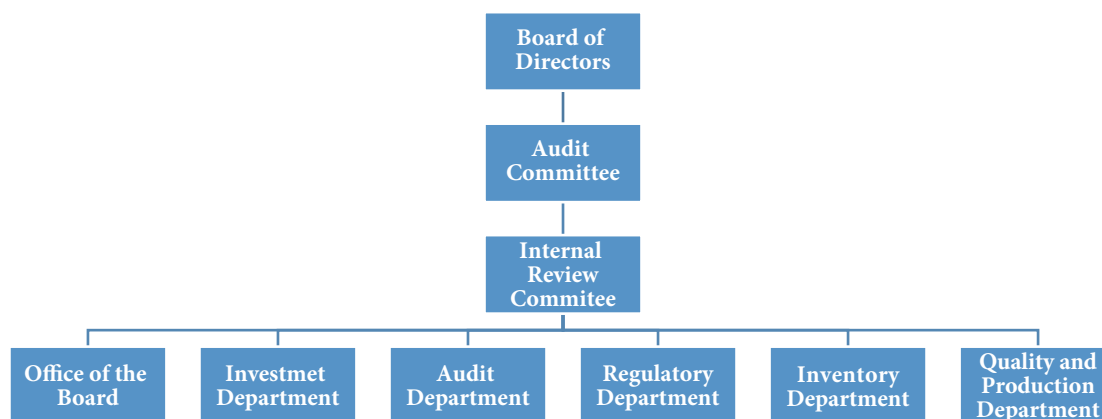 Board of
Directors
Audit
Committee
Internal
Review
Commitee
Office of the
Board
Investmet
Department
Audit
Department
Regulatory
Department
Inventory
Department
Quality and
Production
Department